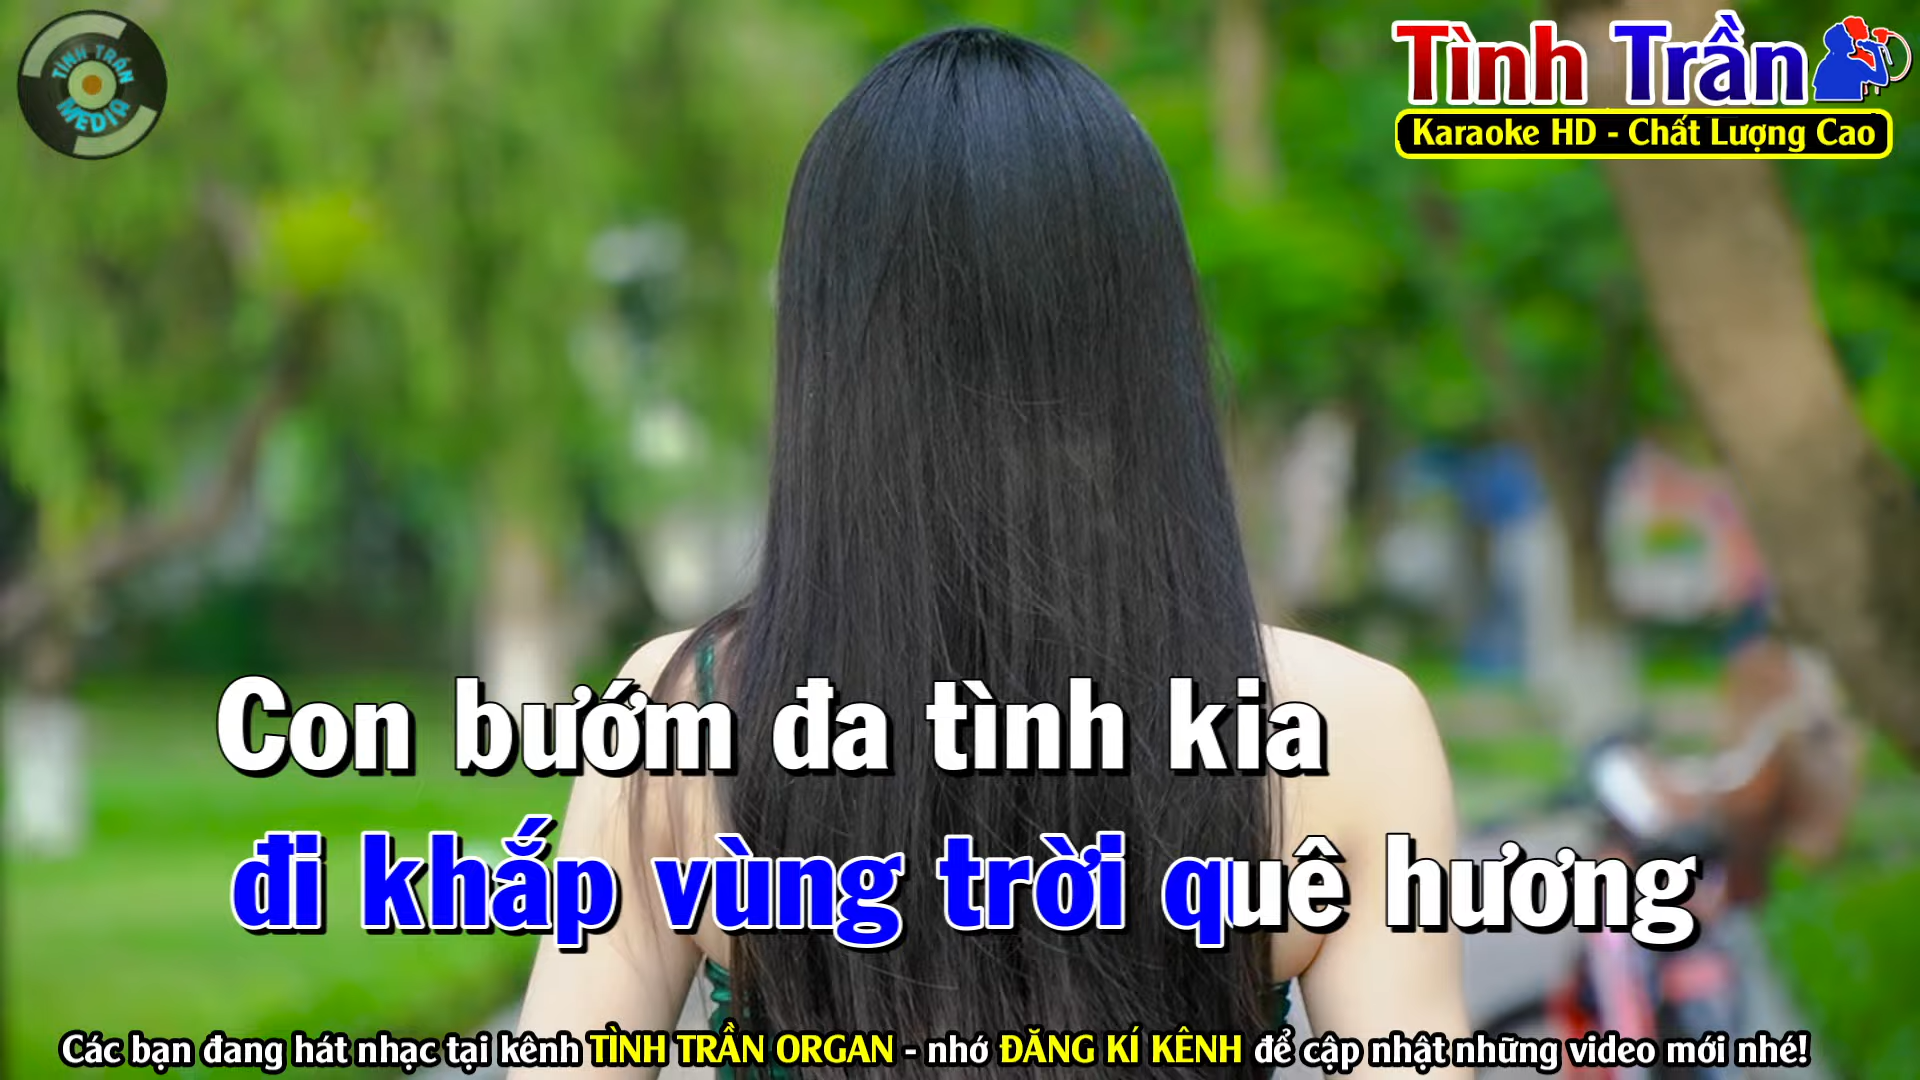 TÌNH TRẦN
MEDIA
Tình Trần
Karaoke HD - Chất Lượng Cao
Con bướm đa tình kia
đi khắp vùng trời quê hương
Các bạn đang hát nhạc tại kênh TÌNH TRẦN ORGAN - nhớ ĐĂNG KÍ KÊNH để cập nhật những video mới nhé!